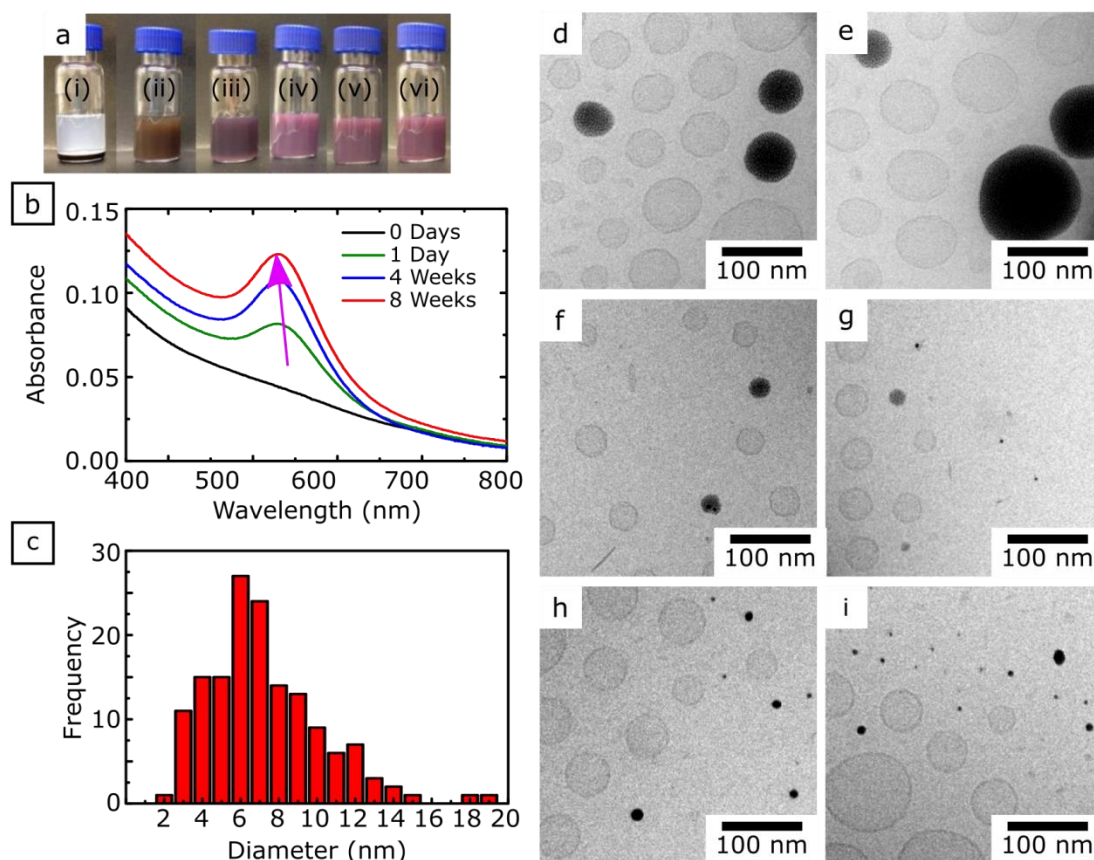 a
(i) (ii) (iii) (iv) (v) (vi)
b
0.15
0.10
0.05
0.00
Absorbance
0 Days
1 Day
4 Weeks
8 Weeks
400 500 600 700 800
Wavelength (nm)
c
30
20
10
0
Frequency
2 4 6 8 10 12 14 16 18 20
Diameter (nm)
d
100 nm
e
100 nm
f
100 nm
g
100 nm
h
100 nm
i
100 nm